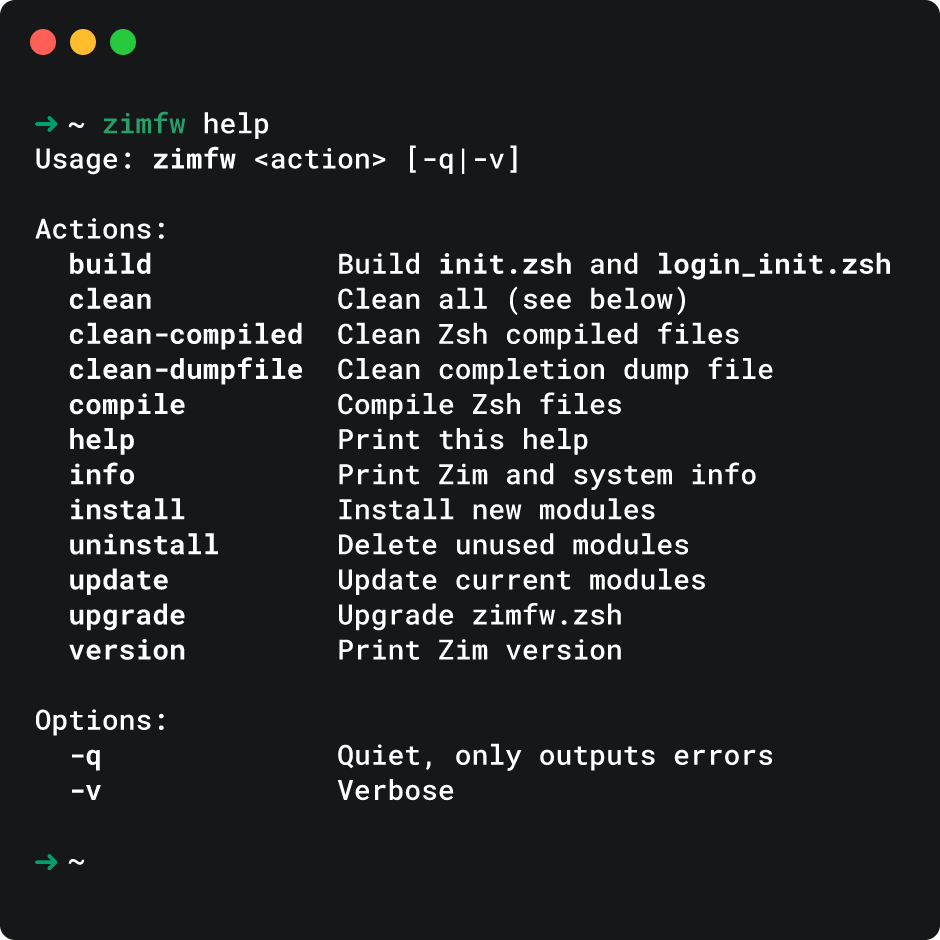 ➜ ~ zimfw help
Usage: zimfw <action> [-q|-v]
Actions:
build Build init.zsh and login_init.zsh
clean Clean all (see below)
clean-compiled Clean Zsh compiled files
clean-dumpfile Clean completion dump file
compile Compile Zsh files
help Print this help
info Print Zim and system info
install Install new modules
uninstall Delete unused modules
update Update current modules
upgrade Upgrade zimfw.zsh
version Print Zim version
Options:
-q Quiet, only outputs errors
-v Verbose
➜ ~